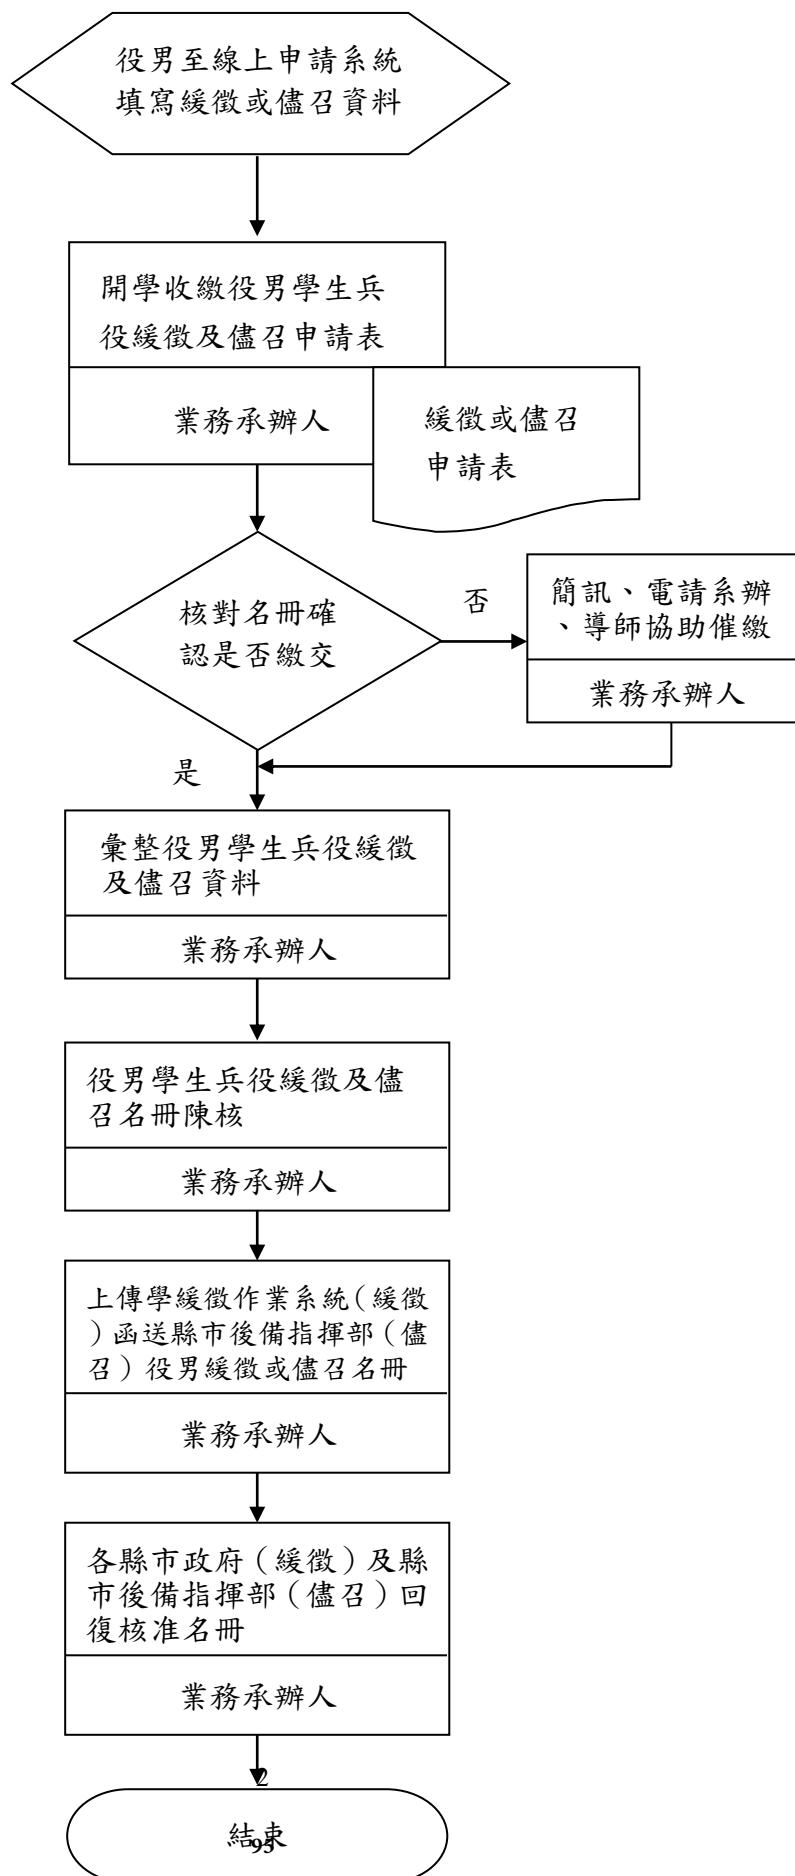 役男至線上申請系統
填寫緩徵或儘召資料
開學收繳役男學生兵
役緩徵及儘召申請表
業務承辦人
緩徵或儘召
申請表
核對名冊確
認是否繳交
否
簡訊、電請系辦
、導師協助催繳
業務承辦人
是
彙整役男學生兵役緩徵
及儘召資料
業務承辦人
役男學生兵役緩徵及儘
召名冊陳核
業務承辦人
上傳學緩徵作業系統(緩徵
)函送縣市後備指揮部(儘
召)役男緩徵或儘召名冊
業務承辦人
各縣市政府(緩徵)及縣
市後備指揮部(儘召)回
復核准名冊
業務承辦人
2
結束
95